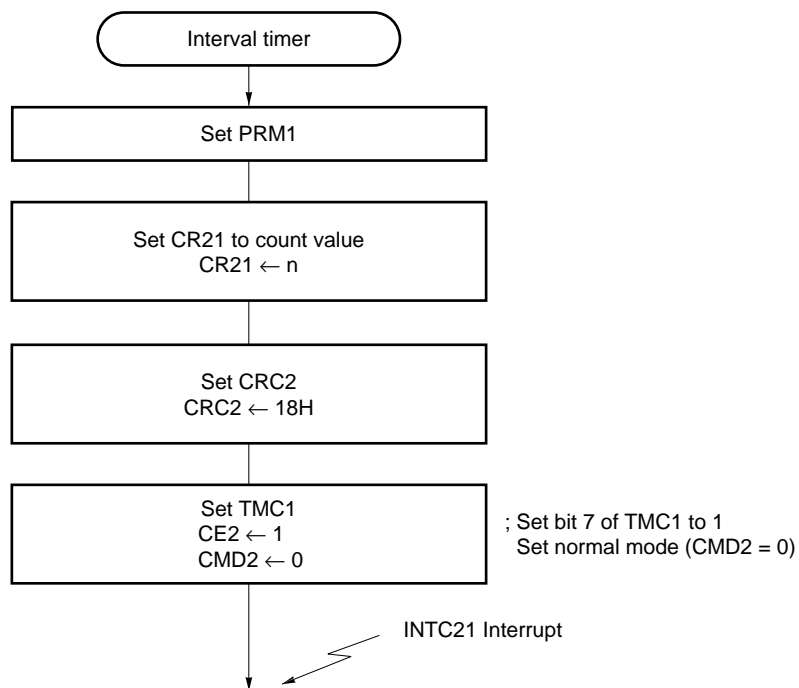 Interval timer
Set PRM1
Set CR21 to count value
CR21 ← n
Set CRC2
CRC2 ← 18H
Set TMC1
CE2 ← 1
CMD2 ← 0
; Set bit 7 of TMC1 to 1
Set normal mode (CMD2 = 0)
INTC21 Interrupt